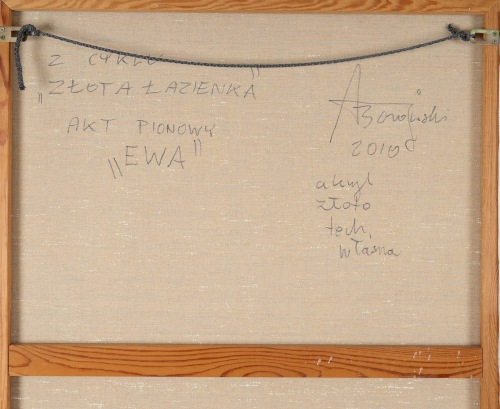 Z CYKLU
„ZŁOTA ŁAZIENKA"
AKT PIONOWY
„EWA"
2010
akryl
złoto
tech.
własna